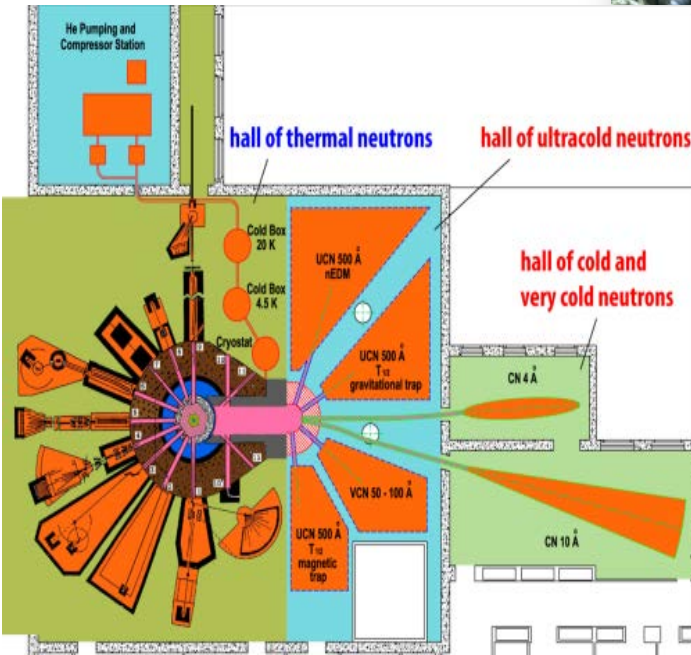 He Pumping and
Compressor Station
hall of thermal neutrons
hall of ultracold neutrons
Cold Box
20 K
UCN 500 Å
nEDM
hall of cold and
very cold neutrons
Cold Box
4.5 K
Cryostat
UCN 500 Å
T 1/2
gravitational trap
CN 4 Å
VCN 50 - 100 Å
UCN 500 Å
T 1/2
magnetic
trap
CN 10 Å